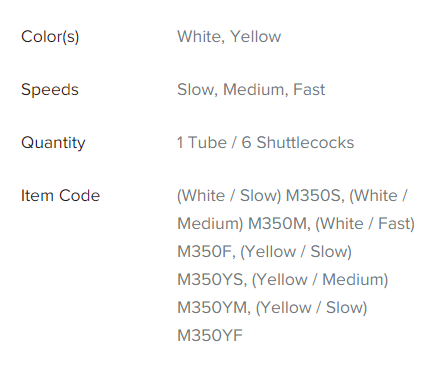 Color(s) White, Yellow
Speeds Slow, Medium, Fast
Quantity 1 Tube / 6 Shuttlecocks
Item Code (White / Slow) M350S, (White /
Medium) M350M, (White / Fast)
M350F, (Yellow / Slow)
M350YS, (Yellow / Medium)
M350YM, (Yellow / Slow)
M350YF